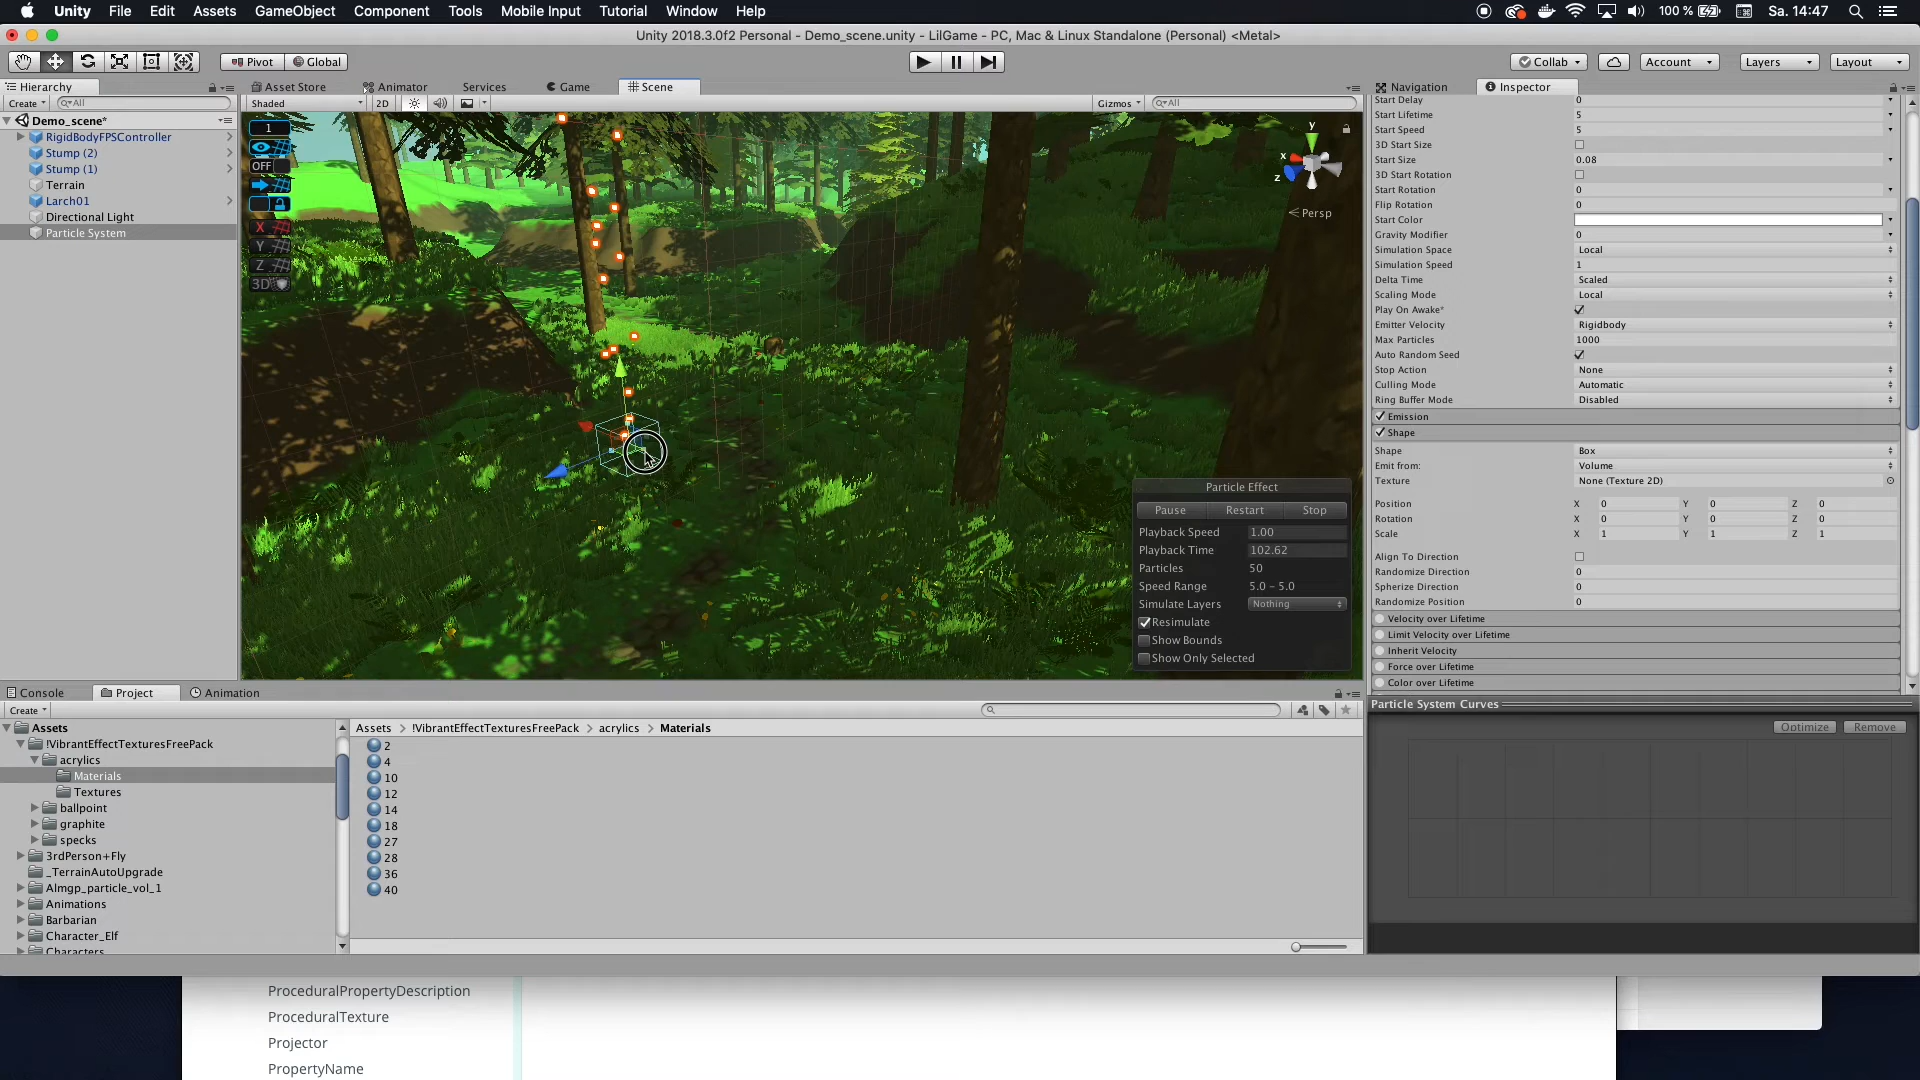 Unity File Edit Assets GameObject Component Tools Mobile Input Tutorial Window Help 100 % Sa. 14:47
Unity 2018.3.0f2 Personal - Demo_scene.unity - LilGame - PC, Mac & Linux Standalone (Personal) <Metal>
Pivot Global Collab Account Layers Layout
Hierarchy Asset Store Animator Services Game Scene Navigation Inspector
Create All Shaded 2D Gizmos All
Demo_scene*
RigidBodyFPSController
Stump (2)
Stump (1)
Terrain
Larch01
Directional Light
Particle System
1
OFF
X
Y
Z
3D
y
x
z
Persp
Particle Effect
Pause Restart Stop
Playback Speed 1.00
Playback Time 102.62
Particles 50
Speed Range 5.0 - 5.0
Simulate Layers Nothing
Resimulate
Show Bounds
Show Only Selected
Start Delay 0
Start Lifetime 5
Start Speed 5
3D Start Size
Start Size 0.08
3D Start Rotation
Start Rotation 0
Flip Rotation 0
Start Color
Gravity Modifier 0
Simulation Space Local
Simulation Speed 1
Delta Time Scaled
Scaling Mode Local
Play On Awake*
Emitter Velocity Rigidbody
Max Particles 1000
Auto Random Seed
Stop Action None
Culling Mode Automatic
Ring Buffer Mode Disabled
Emission
Shape
Shape Box
Emit from: Volume
Texture None (Texture 2D)
Position X 0 Y 0 Z 0
Rotation X 0 Y 0 Z 0
Scale X 1 Y 1 Z 1
Align To Direction
Randomize Direction 0
Spherize Direction 0
Randomize Position 0
Velocity over Lifetime
Limit Velocity over Lifetime
Inherit Velocity
Force over Lifetime
Color over Lifetime
Particle System Curves
Optimize Remove
Console Project Animation
Create
Assets
!VibrantEffectTexturesFreePack
acrylics
Materials
Textures
ballpoint
graphite
specks
3rdPerson+Fly
_TerrainAutoUpgrade
Almgp_particle_vol_1
Animations
Barbarian
Character_Elf
Characters
Assets > !VibrantEffectTexturesFreePack > acrylics > Materials
2
4
10
12
14
18
27
28
36
40
ProceduralPropertyDescription
ProceduralTexture
Projector
PropertyName